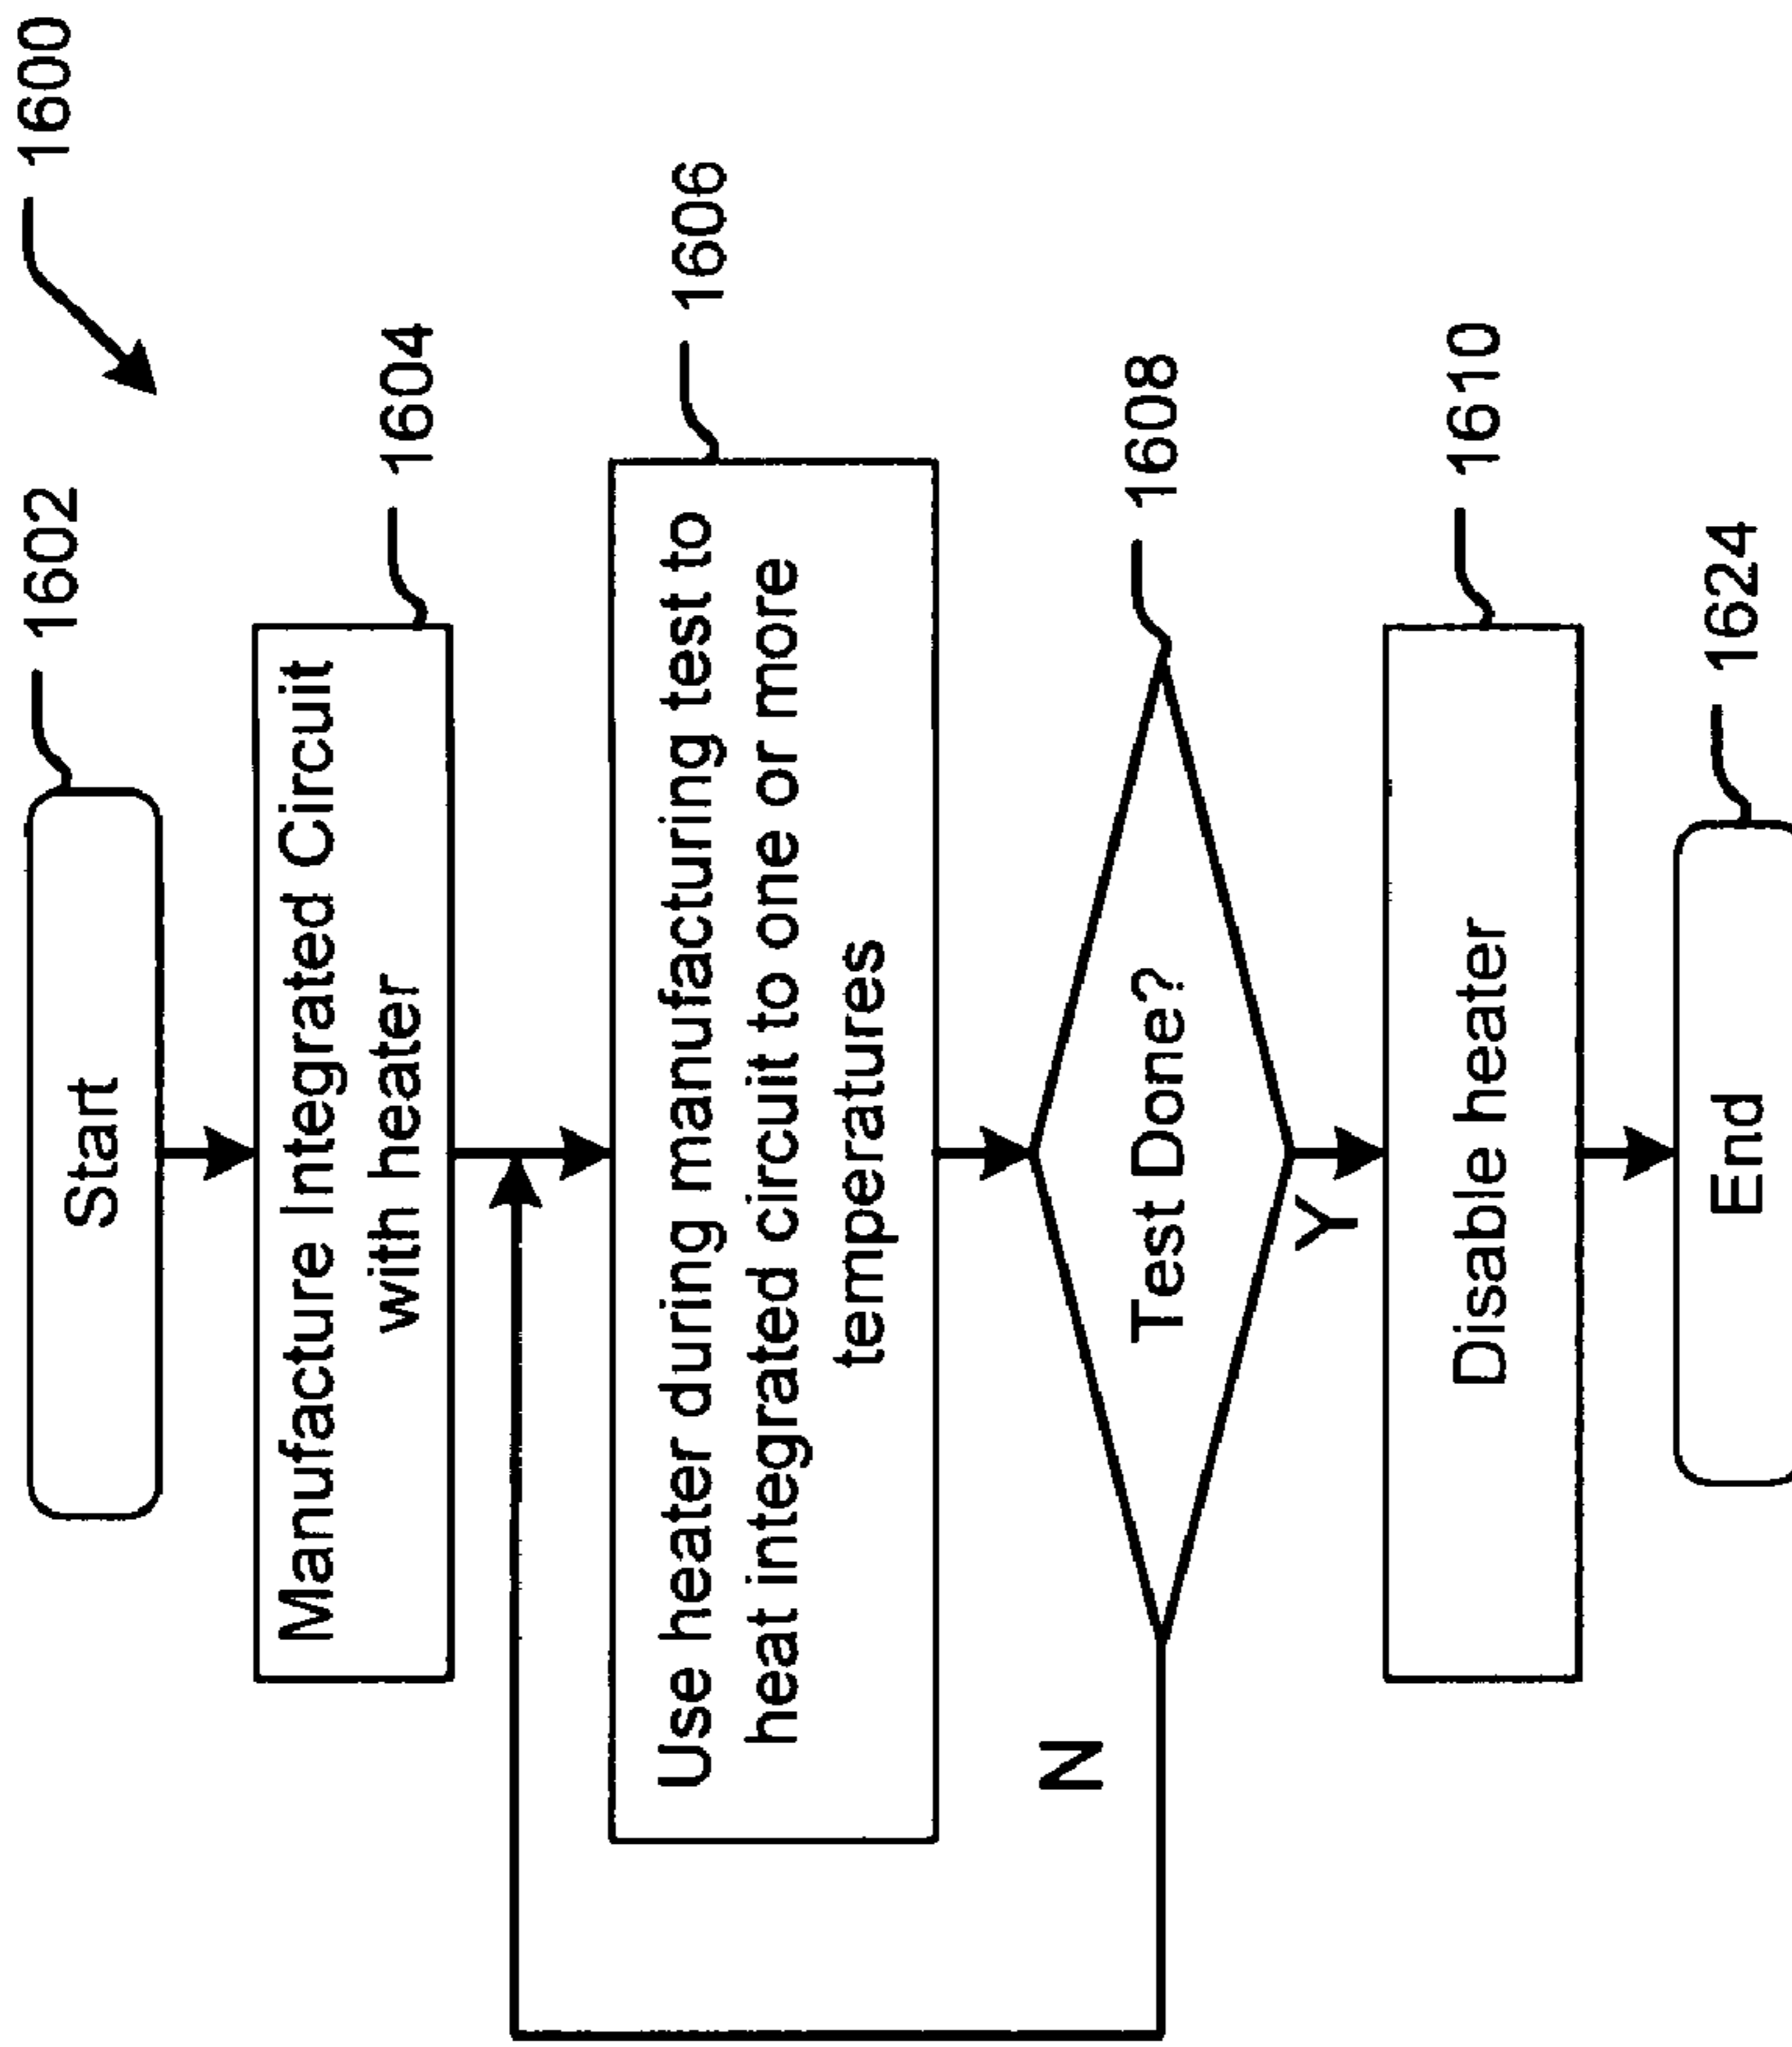 1600
Start
1602
Manufacture Integrated Circuit
with heater
1604
Use heater during manufacturing test to
heat integrated circuit to one or more
temperatures
1606
Test Done?
1608
N
Y
Disable heater
1610
End
1624